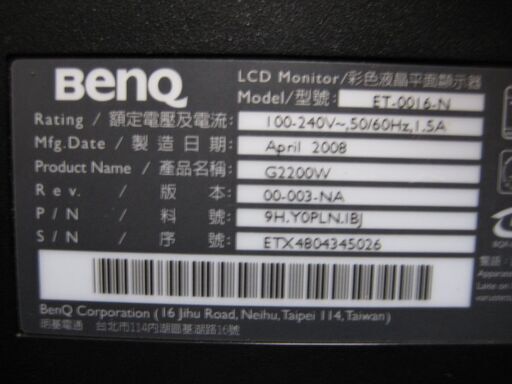 BenQ
LCD Monitor/彩色液晶平面顯示器
Model/型號: ET-0016-N
Rating / 額定電壓及電流: 100-240V~,50/60Hz,1.5A
Mfg.Date / 製造日期: April 2008
Product Name / 產品名稱: G2200W
Rev. / 版本: 00-003-NA
P/N / 料號: 9H.Y0PLN.IBJ
S/N / 序號: ETX4804345026
BenQ Corporation (16 Jihu Road, Neihu, Taipei 114, Taiwan)
明基電通 台北市114內湖區基湖路16號